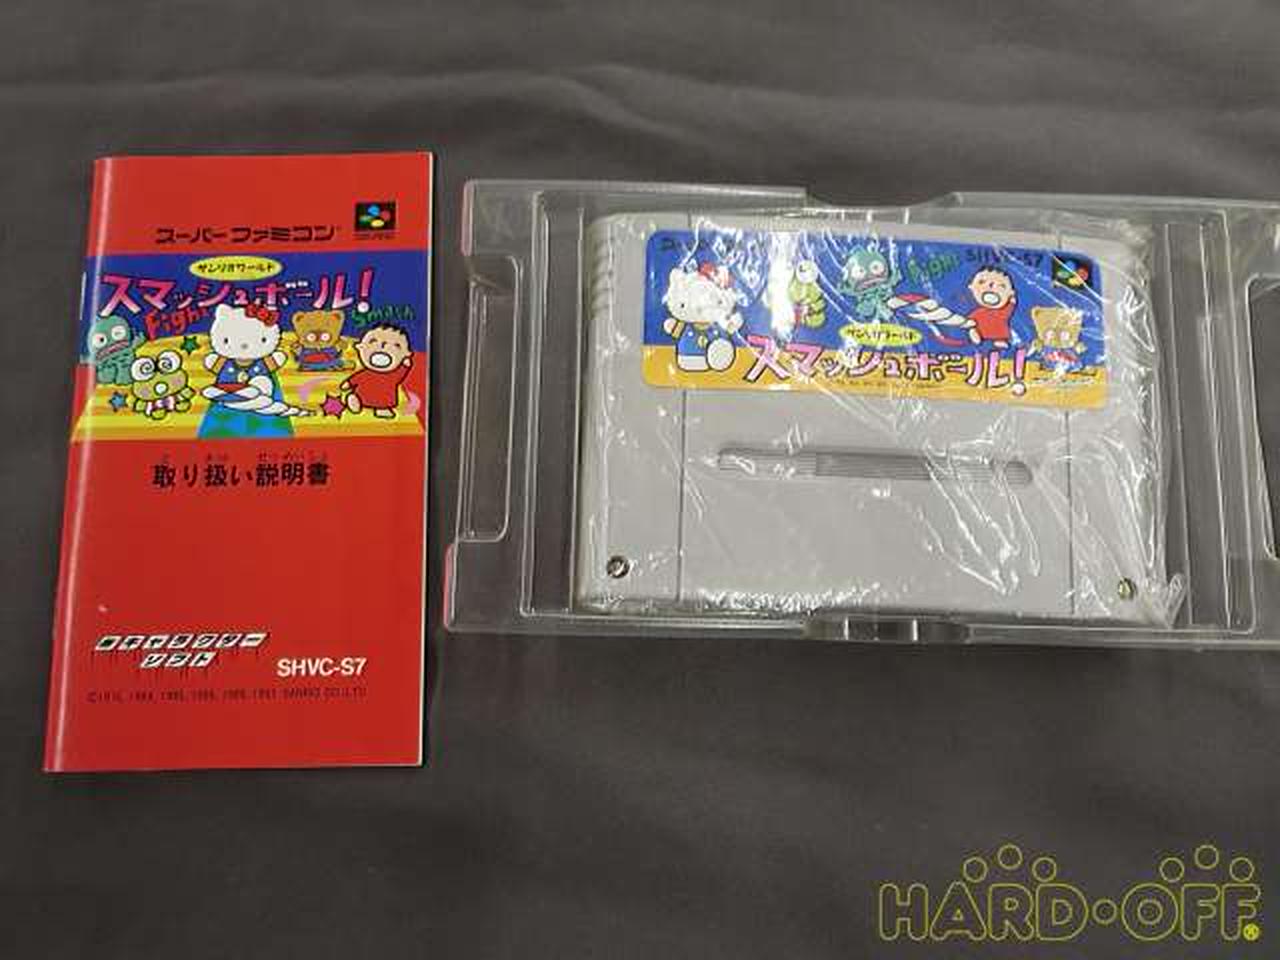 スーパーファミコン
サンリオワールド
スマッシュボール!
Fight
Smash
取り扱い説明書
キャラクター
ソフト
SHVC-S7
SHVC-S7
Fight
サンリオワールド
スマッシュボール!
HARD・OFF®